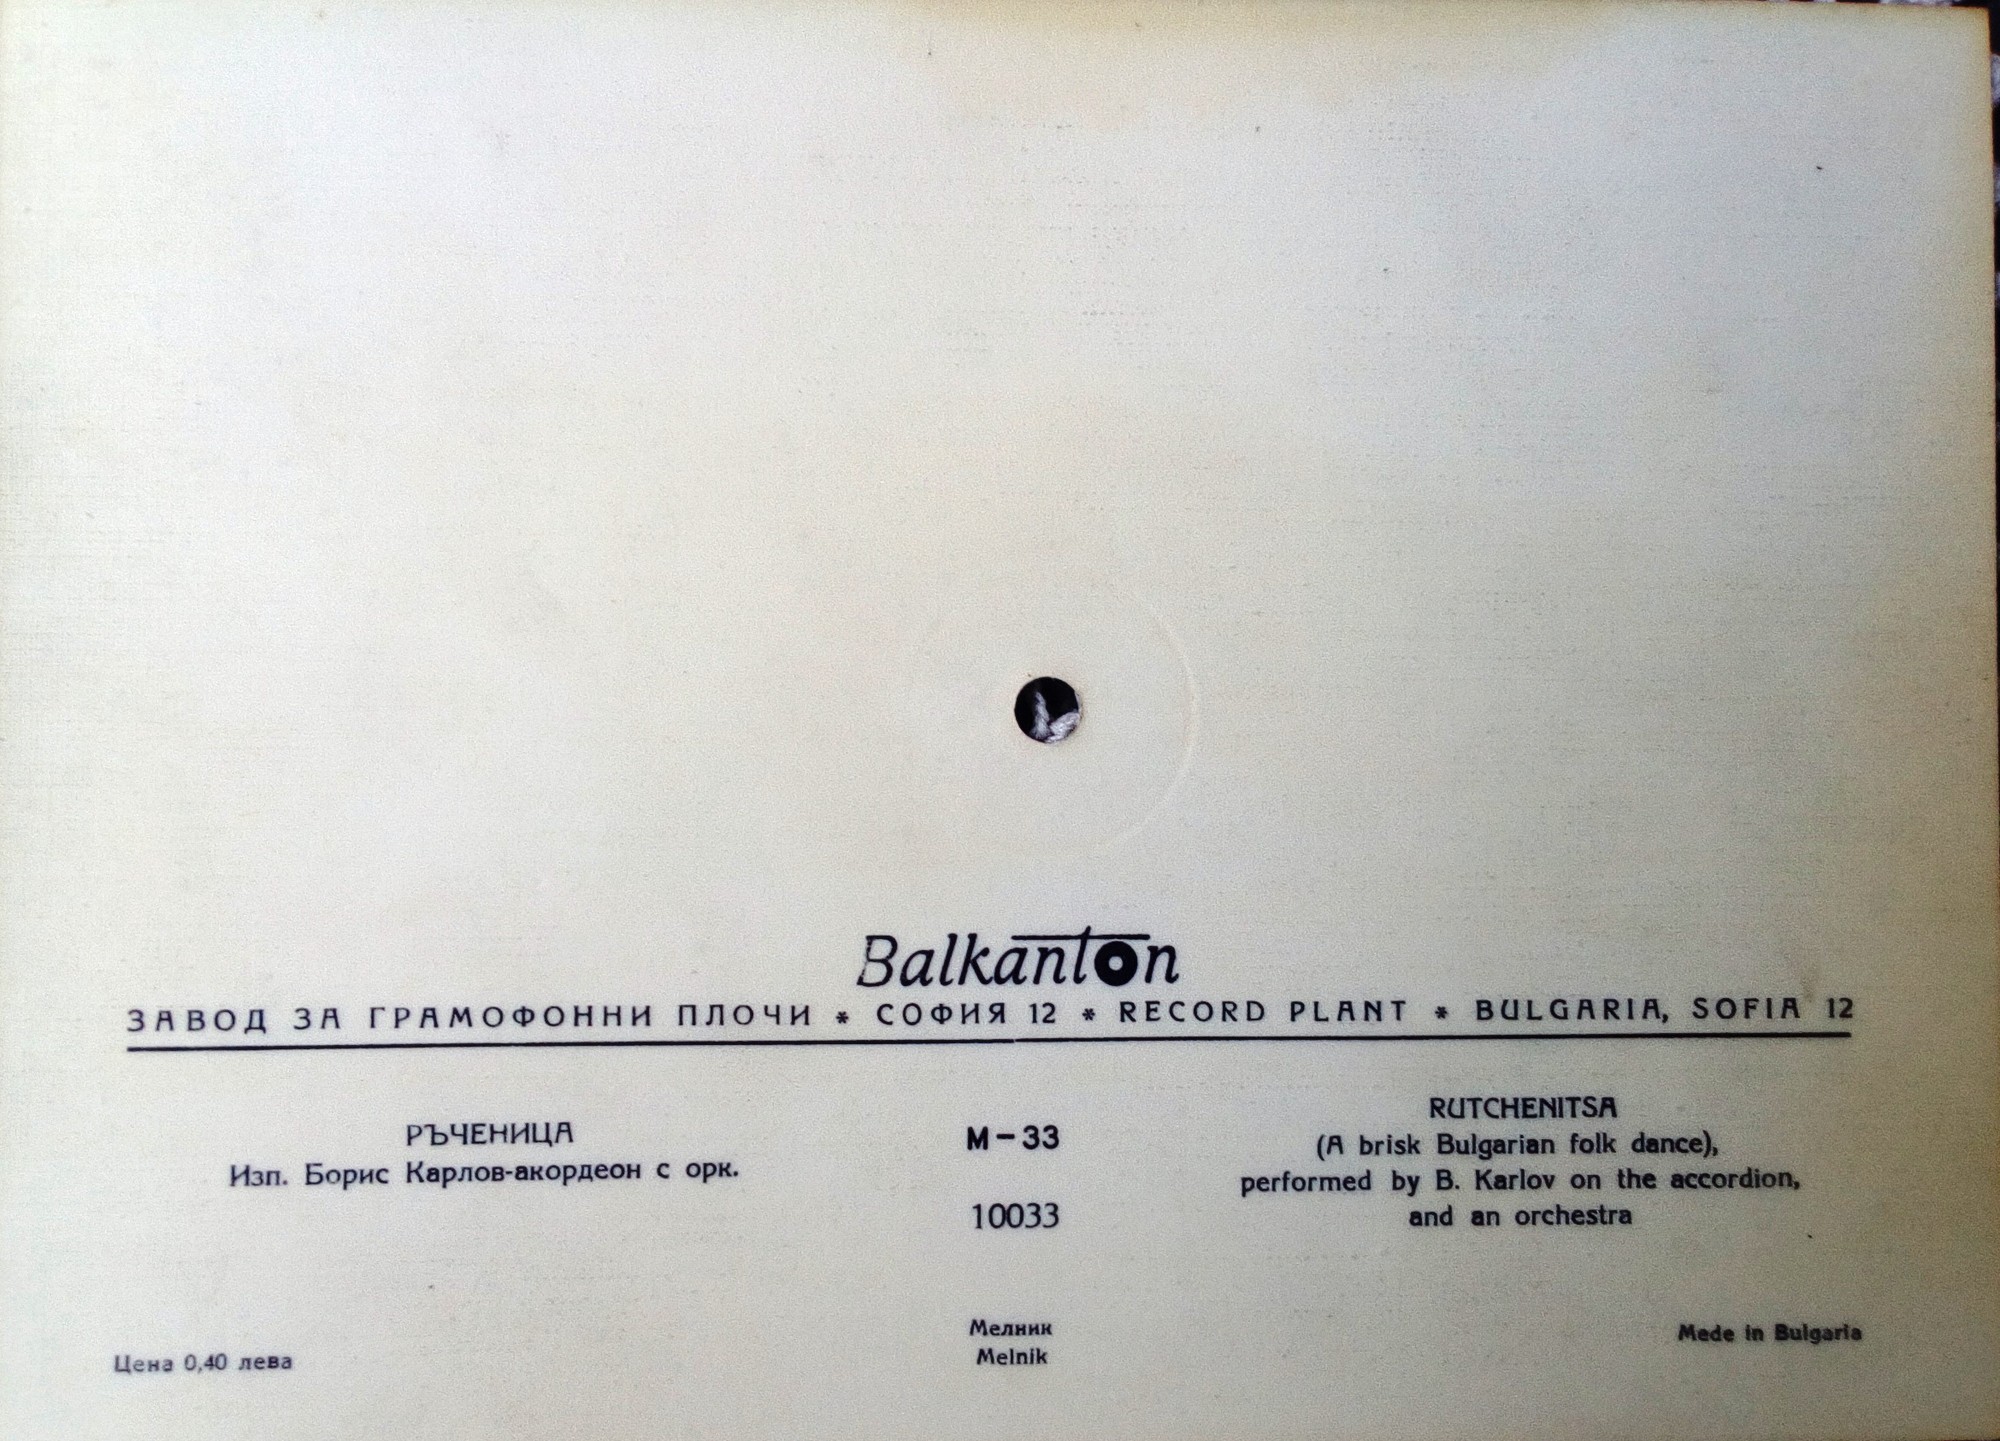 Balkanton
ЗАВОД ЗА ГРАМОФОННИ ПЛОЧИ * СОФИЯ 12 * RECORD PLANT * BULGARIA, SOFIA 12
РЪЧЕНИЦА
Изп. Борис Карлов-акордеон с орк.
М-33
10033
RUTCHENITSA
(A brisk Bulgarian folk dance),
performed by B. Karlov on the accordion,
and an orchestra
Цена 0,40 лева
Мелник
Melnik
Mede in Bulgaria